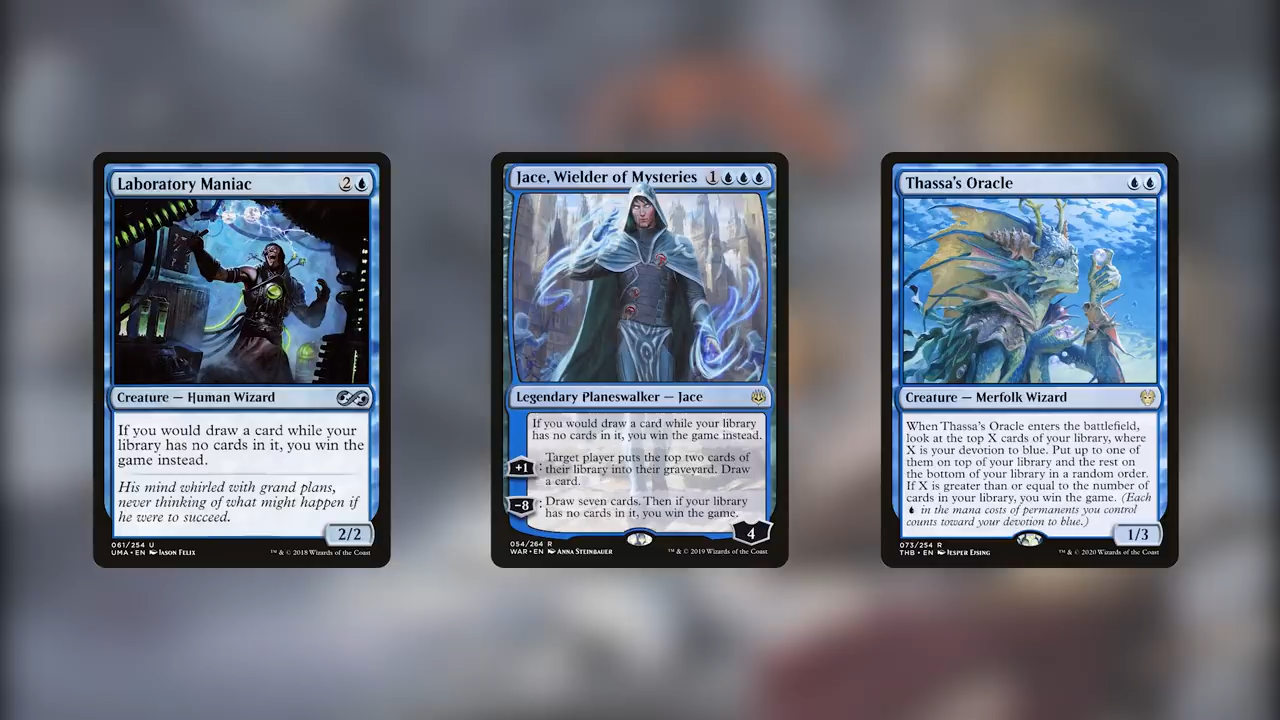 Laboratory Maniac 2
Creature — Human Wizard
If you would draw a card while your
library has no cards in it, you win the
game instead.
His mind whirled with grand plans,
never thinking of what might happen if
he were to succeed.
2/2
061/254 U
UMA • EN Jason Felix
™ & © 2018 Wizards of the Coast
Jace, Wielder of Mysteries 1
Legendary Planeswalker — Jace
If you would draw a card while your library
has no cards in it, you win the game instead.
+1 : Target player puts the top two cards of
their library into their graveyard. Draw
a card.
-8 : Draw seven cards. Then if your library
has no cards in it, you win the game.
4
054/264 R
WAR • EN Anna Steinbauer
™ & © 2019 Wizards of the Coast
Thassa's Oracle
Creature — Merfolk Wizard
When Thassa's Oracle enters the battlefield,
look at the top X cards of your library, where
X is your devotion to blue. Put up to one of
them on top of your library and the rest on
the bottom of your library in a random order.
If X is greater than or equal to the number of
cards in your library, you win the game. (Each
in the mana costs of permanents you control
counts toward your devotion to blue.)
1/3
073/254 R
THB • EN Jesper Ejsing
™ & © 2020 Wizards of the Coast